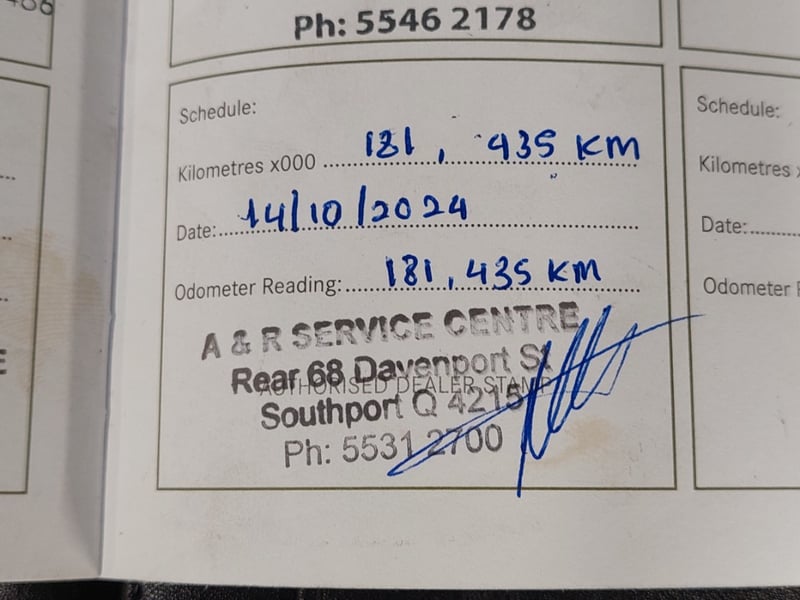 Ph: 5546 2178
Schedule:
Kilometres x000 181, 435 KM
Date: 14/10/2024
Odometer Reading: 181, 435 KM
A & R SERVICE CENTRE
Rear 68 Davenport St
AUTHORISED DEALER STAMP
Southport Q 4215
Ph: 5531 2700
Schedule:
Kilometres
Date:
Odometer